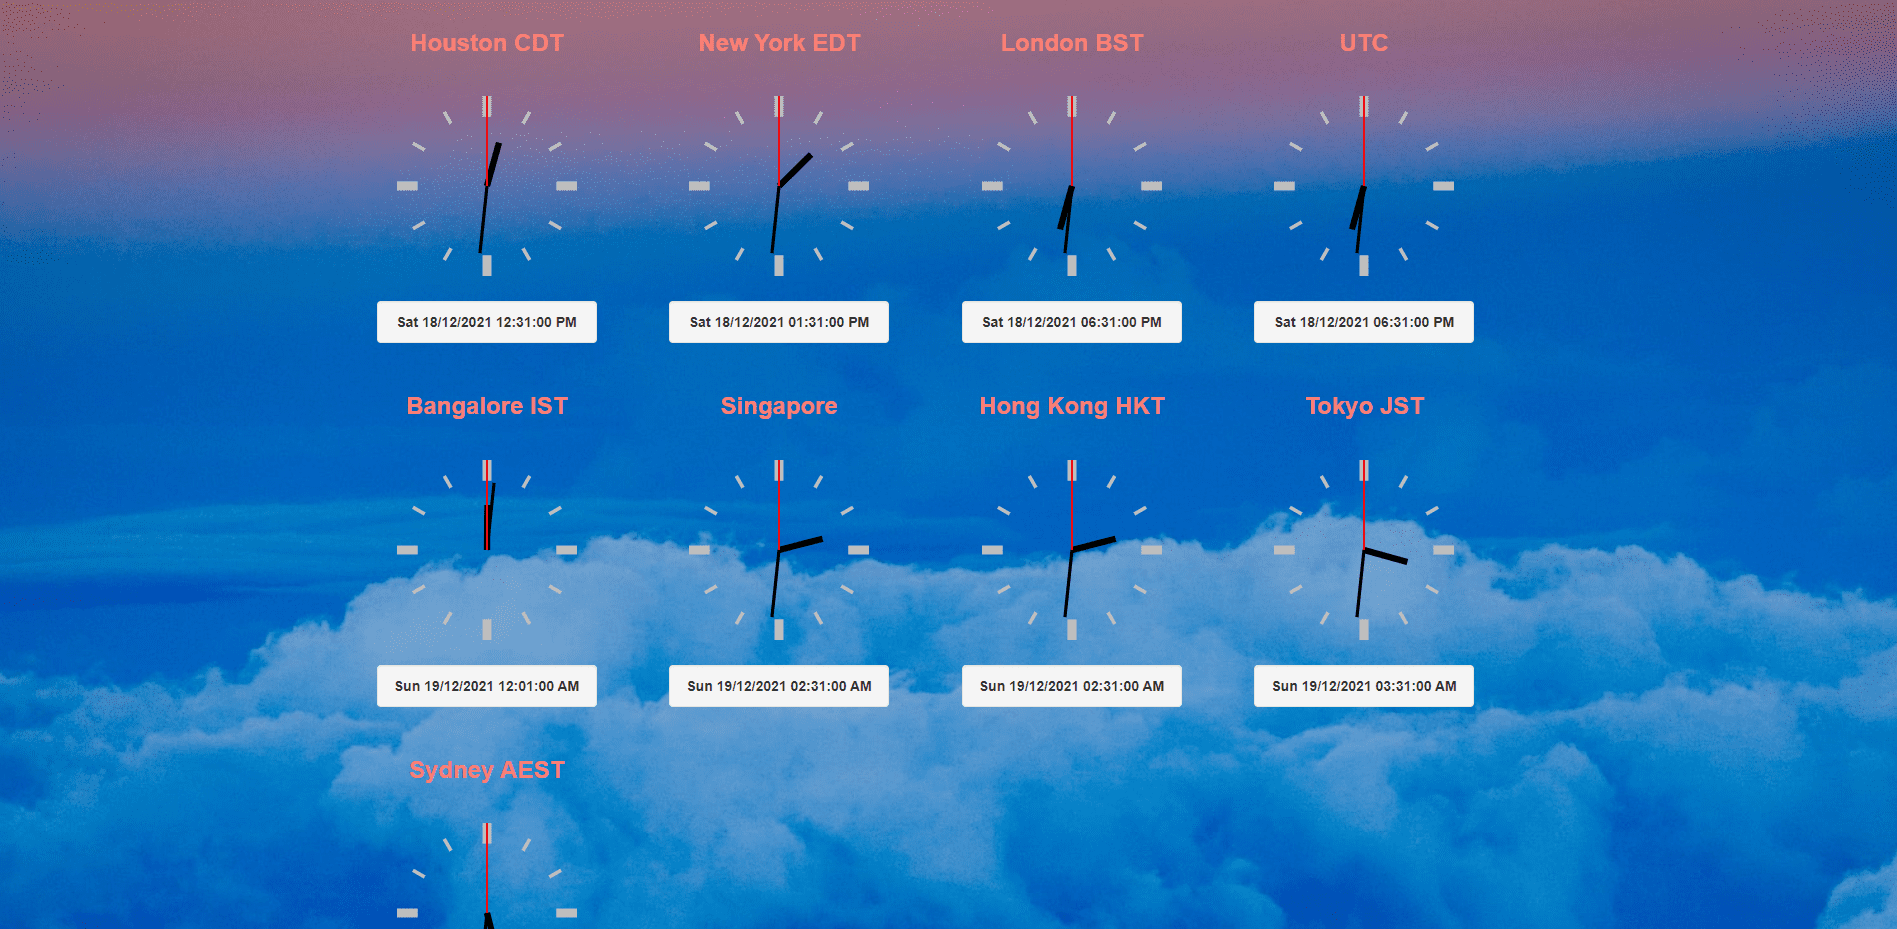 Houston CDT
New York EDT
London BST
UTC
Sat 18/12/2021 12:31:00 PM
Sat 18/12/2021 01:31:00 PM
Sat 18/12/2021 06:31:00 PM
Sat 18/12/2021 06:31:00 PM
Bangalore IST
Singapore
Hong Kong HKT
Tokyo JST
Sun 19/12/2021 12:01:00 AM
Sun 19/12/2021 02:31:00 AM
Sun 19/12/2021 02:31:00 AM
Sun 19/12/2021 03:31:00 AM
Sydney AEST